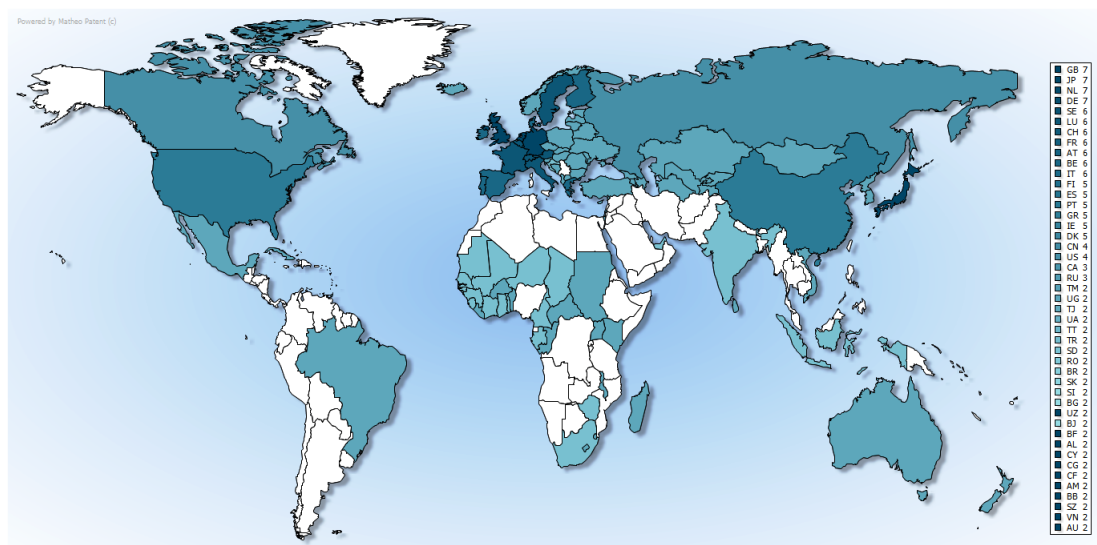 Powered by Matheo Patent (c)
GB 7
JP 7
NL 7
DE 7
SE 6
LU 6
CH 6
FR 6
AT 6
BE 6
IT 6
FI 5
ES 5
PT 5
GR 5
IE 5
DK 5
CN 4
US 4
CA 3
RU 3
TM 2
UG 2
TJ 2
UA 2
TT 2
TR 2
SD 2
RO 2
BR 2
SK 2
SI 2
BG 2
UZ 2
BJ 2
BF 2
AL 2
CY 2
CG 2
CF 2
AM 2
BB 2
SZ 2
VN 2
AU 2